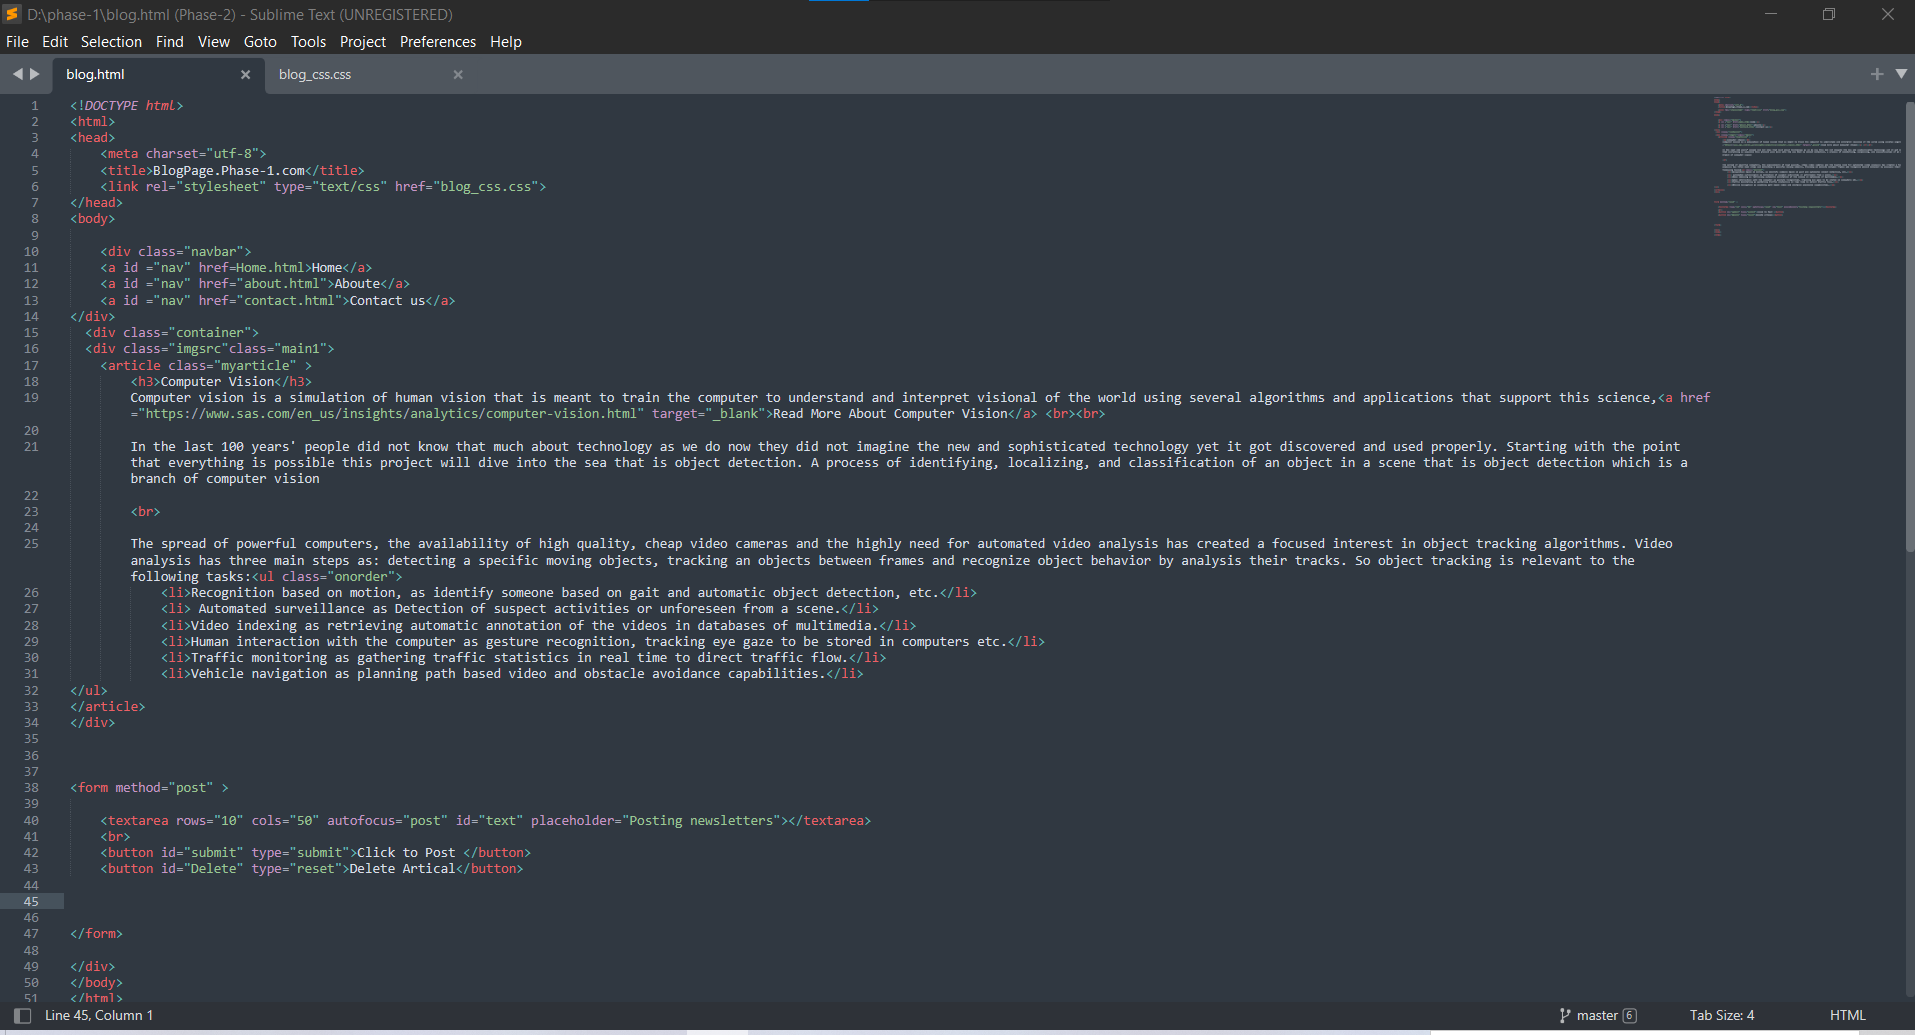 D:\phase-1\blog.html (Phase-2) - Sublime Text (UNREGISTERED)
File Edit Selection Find View Goto Tools Project Preferences Help
blog.html blog_css.css
1 <!DOCTYPE html>
2 <html>
3 <head>
4 <meta charset="utf-8">
5 <title>BlogPage.Phase-1.com</title>
6 <link rel="stylesheet" type="text/css" href="blog_css.css">
7 </head>
8 <body>
9
10 <div class="navbar">
11 <a id ="nav" href=Home.html>Home</a>
12 <a id ="nav" href="about.html">Aboute</a>
13 <a id ="nav" href="contact.html">Contact us</a>
14 </div>
15 <div class="container">
16 <div class="imgsrc"class="main1">
17 <article class="myarticle" >
18 <h3>Computer Vision</h3>
19 Computer vision is a simulation of human vision that is meant to train the computer to understand and interpret visional of the world using several algorithms and applications that support this science,<a href
="https://www.sas.com/en_us/insights/analytics/computer-vision.html" target="_blank">Read More About Computer Vision</a> <br><br>
20
21 In the last 100 years' people did not know that much about technology as we do now they did not imagine the new and sophisticated technology yet it got discovered and used properly. Starting with the point
that everything is possible this project will dive into the sea that is object detection. A process of identifying, localizing, and classification of an object in a scene that is object detection which is a
branch of computer vision
22
23 <br>
24
25 The spread of powerful computers, the availability of high quality, cheap video cameras and the highly need for automated video analysis has created a focused interest in object tracking algorithms. Video
analysis has three main steps as: detecting a specific moving objects, tracking an objects between frames and recognize object behavior by analysis their tracks. So object tracking is relevant to the
following tasks:<ul class="onorder">
26 <li>Recognition based on motion, as identify someone based on gait and automatic object detection, etc.</li>
27 <li> Automated surveillance as Detection of suspect activities or unforeseen from a scene.</li>
28 <li>Video indexing as retrieving automatic annotation of the videos in databases of multimedia.</li>
29 <li>Human interaction with the computer as gesture recognition, tracking eye gaze to be stored in computers etc.</li>
30 <li>Traffic monitoring as gathering traffic statistics in real time to direct traffic flow.</li>
31 <li>Vehicle navigation as planning path based video and obstacle avoidance capabilities.</li>
32 </ul>
33 </article>
34 </div>
35
36
37
38 <form method="post" >
39
40 <textarea rows="10" cols="50" autofocus="post" id="text" placeholder="Posting newsletters"></textarea>
41 <br>
42 <button id="submit" type="submit">Click to Post </button>
43 <button id="Delete" type="reset">Delete Artical</button>
44
45
46
47 </form>
48
49 </div>
50 </body>
51 </html>
Line 45, Column 1 master 6 Tab Size: 4 HTML